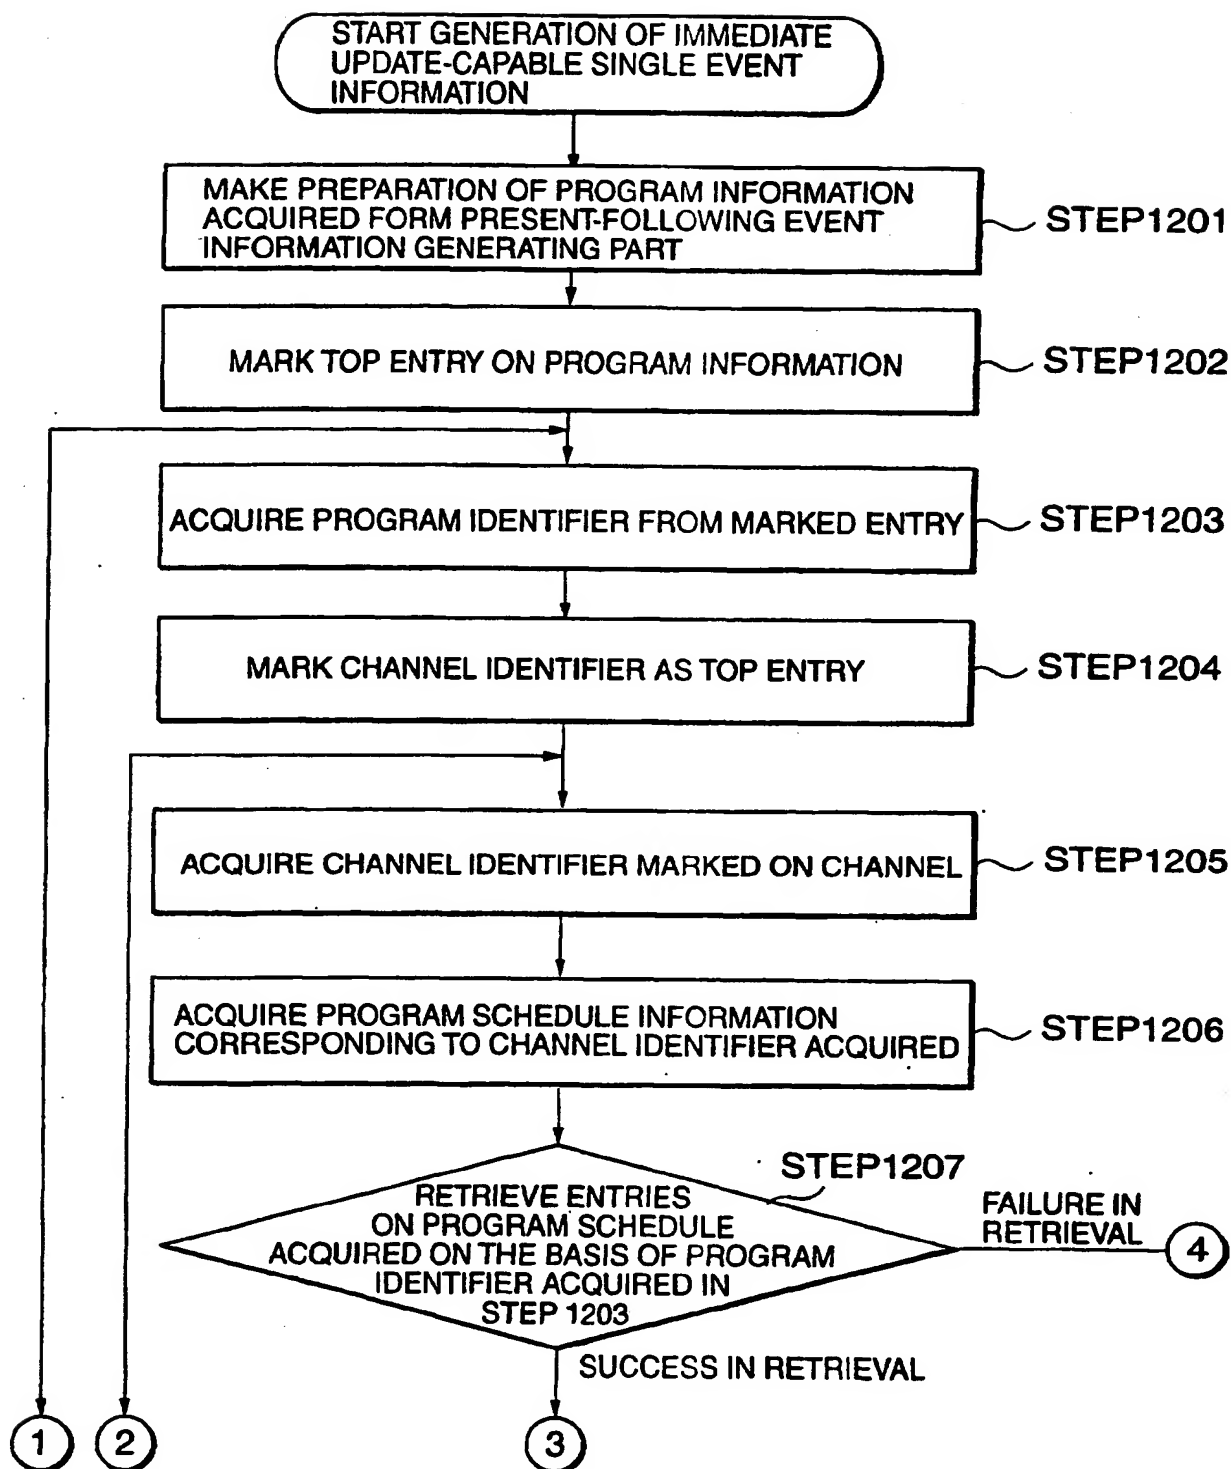 START GENERATION OF IMMEDIATE
UPDATE-CAPABLE SINGLE EVENT
INFORMATION
MAKE PREPARATION OF PROGRAM INFORMATION
ACQUIRED FORM PRESENT-FOLLOWING EVENT
INFORMATION GENERATING PART
STEP1201
MARK TOP ENTRY ON PROGRAM INFORMATION
STEP1202
ACQUIRE PROGRAM IDENTIFIER FROM MARKED ENTRY
STEP1203
MARK CHANNEL IDENTIFIER AS TOP ENTRY
STEP1204
ACQUIRE CHANNEL IDENTIFIER MARKED ON CHANNEL
STEP1205
ACQUIRE PROGRAM SCHEDULE INFORMATION
CORRESPONDING TO CHANNEL IDENTIFIER ACQUIRED
STEP1206
STEP1207
RETRIEVE ENTRIES
ON PROGRAM SCHEDULE
ACQUIRED ON THE BASIS OF PROGRAM
IDENTIFIER ACQUIRED IN
STEP 1203
FAILURE IN
RETRIEVAL
4
SUCCESS IN RETRIEVAL
1
2
3